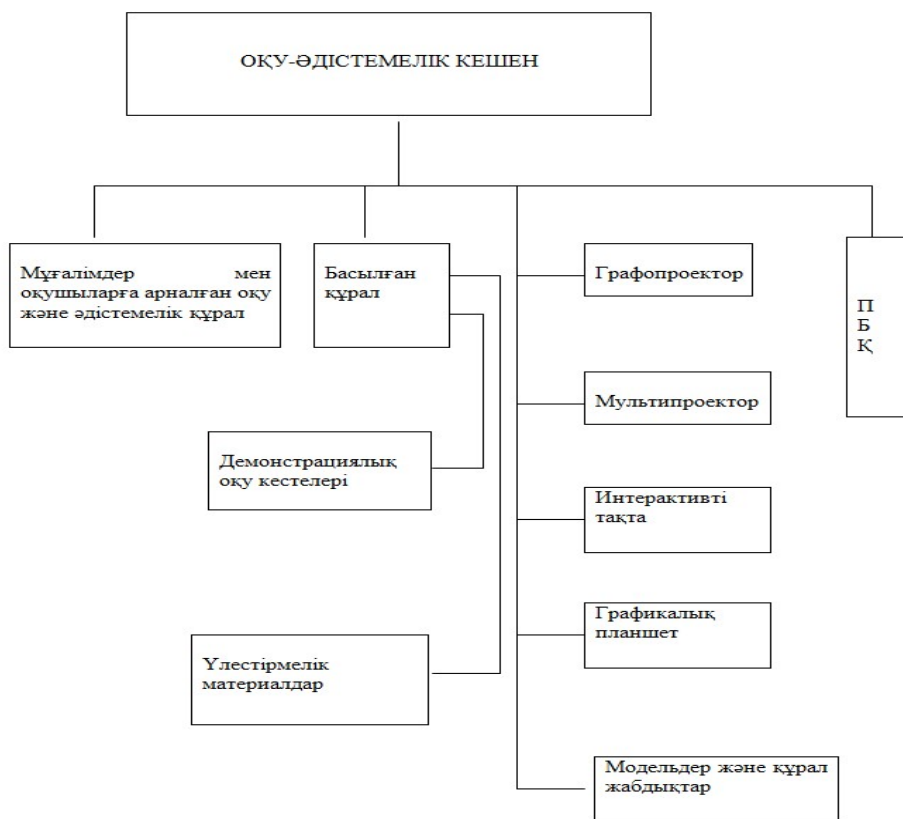 ОҚУ-ӘДІСТЕМЕЛІК КЕШЕН
Мұғалімдер мен
оқушыларға арналған оқу
және әдістемелік құрал
Басылған
құрал
Графопроектор
П
Б
Қ
Мультипроектор
Демонстрациялық
оқу кестелері
Интерактивті
тақта
Графикалық
планшет
Үлестірмелік
материалдар
Модельдер және құрал
жабдықтар